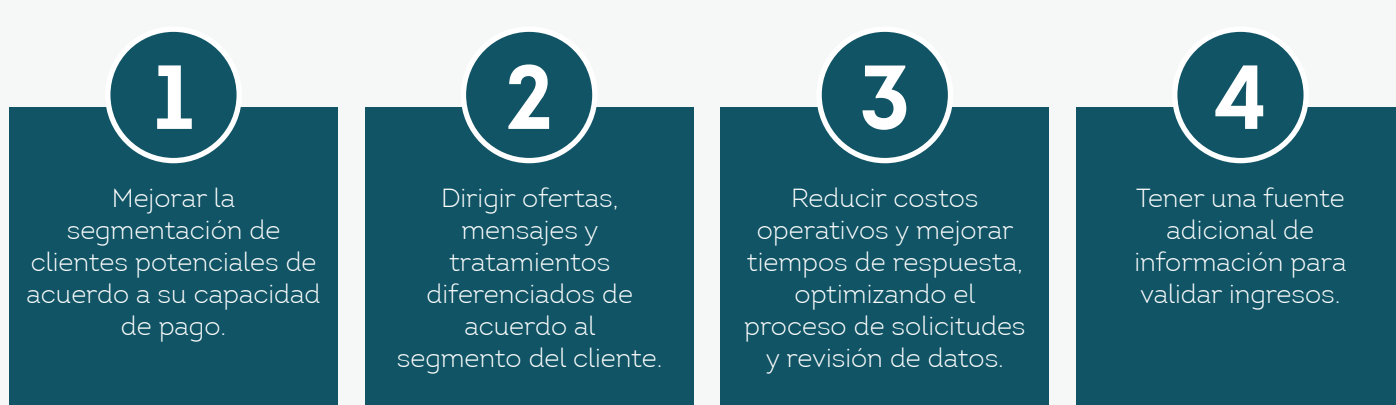 1
Mejorar la
segmentación de
clientes potenciales de
acuerdo a su capacidad
de pago.
2
Dirigir ofertas,
mensajes y
tratamientos
diferenciados de
acuerdo al
segmento del cliente.
3
Reducir costos
operativos y mejorar
tiempos de respuesta,
optimizando el
proceso de solicitudes
y revisión de datos.
4
Tener una fuente
adicional de
información para
validar ingresos.